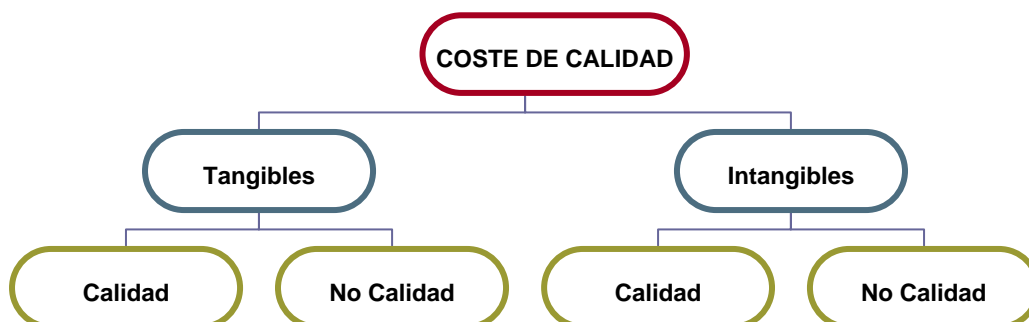 COSTE DE CALIDAD
Tangibles
Intangibles
Calidad
No Calidad
Calidad
No Calidad